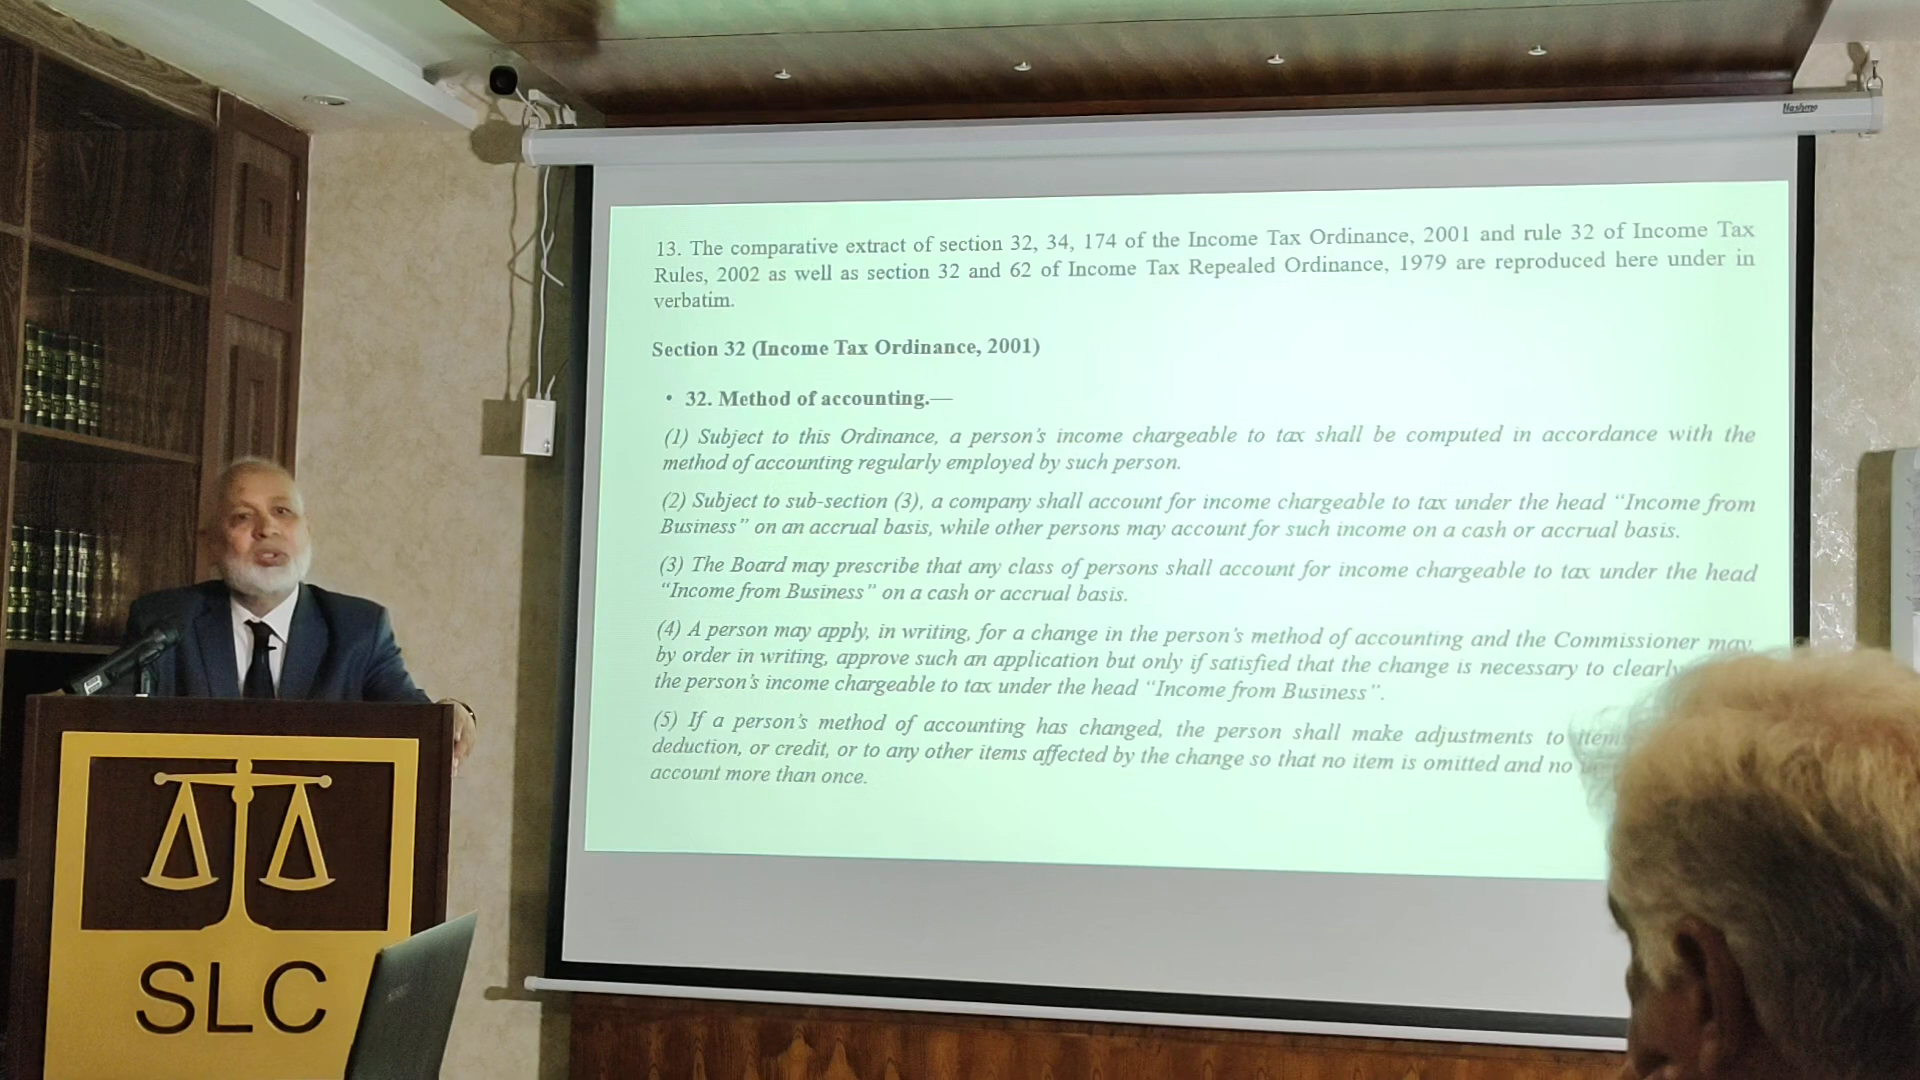 Hashmo
13. The comparative extract of section 32, 34, 174 of the Income Tax Ordinance, 2001 and rule 32 of Income Tax
Rules, 2002 as well as section 32 and 62 of Income Tax Repealed Ordinance, 1979 are reproduced here under in
verbatim.
Section 32 (Income Tax Ordinance, 2001)
• 32. Method of accounting.—
(1) Subject to this Ordinance, a person's income chargeable to tax shall be computed in accordance with the
method of accounting regularly employed by such person.
(2) Subject to sub-section (3), a company shall account for income chargeable to tax under the head “Income from
Business” on an accrual basis, while other persons may account for such income on a cash or accrual basis.
(3) The Board may prescribe that any class of persons shall account for income chargeable to tax under the head
“Income from Business” on a cash or accrual basis.
(4) A person may apply, in writing, for a change in the person's method of accounting and the Commissioner may,
by order in writing, approve such an application but only if satisfied that the change is necessary to clearly
the person's income chargeable to tax under the head “Income from Business”.
(5) If a person's method of accounting has changed, the person shall make adjustments to items
deduction, or credit, or to any other items affected by the change so that no item is omitted and no
account more than once.
SLC